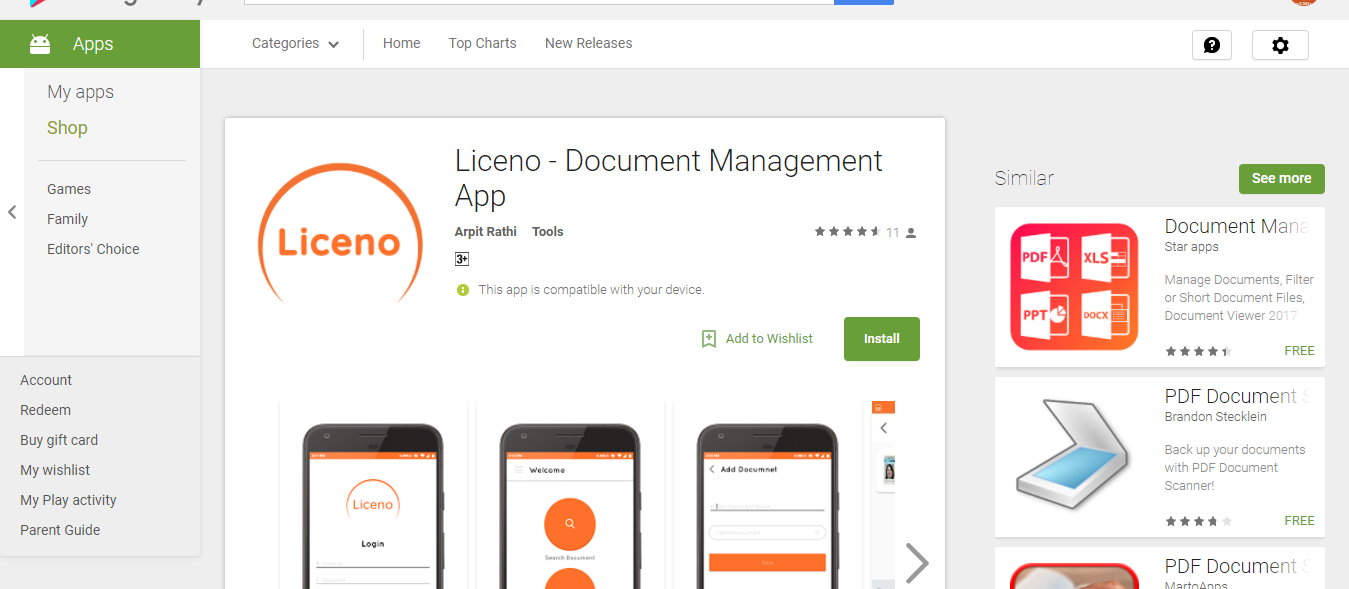 Apps
Categories
Home
Top Charts
New Releases
My apps
Shop
Games
Family
Editors' Choice
Account
Redeem
Buy gift card
My wishlist
My Play activity
Parent Guide
Liceno
Liceno - Document Management
App
Arpit Rathi Tools
11
3+
This app is compatible with your device.
Add to Wishlist
Install
Liceno
Login
Welcome
Search Document
Add Documnet
Similar
See more
PDF
XLS
PPT
DOCX
Document Mana
Star apps
Manage Documents, Filter
or Short Document Files,
Document Viewer 2017
FREE
PDF Document S
Brandon Stecklein
Back up your documents
with PDF Document
Scanner!
FREE
PDF Document S
MartoApps